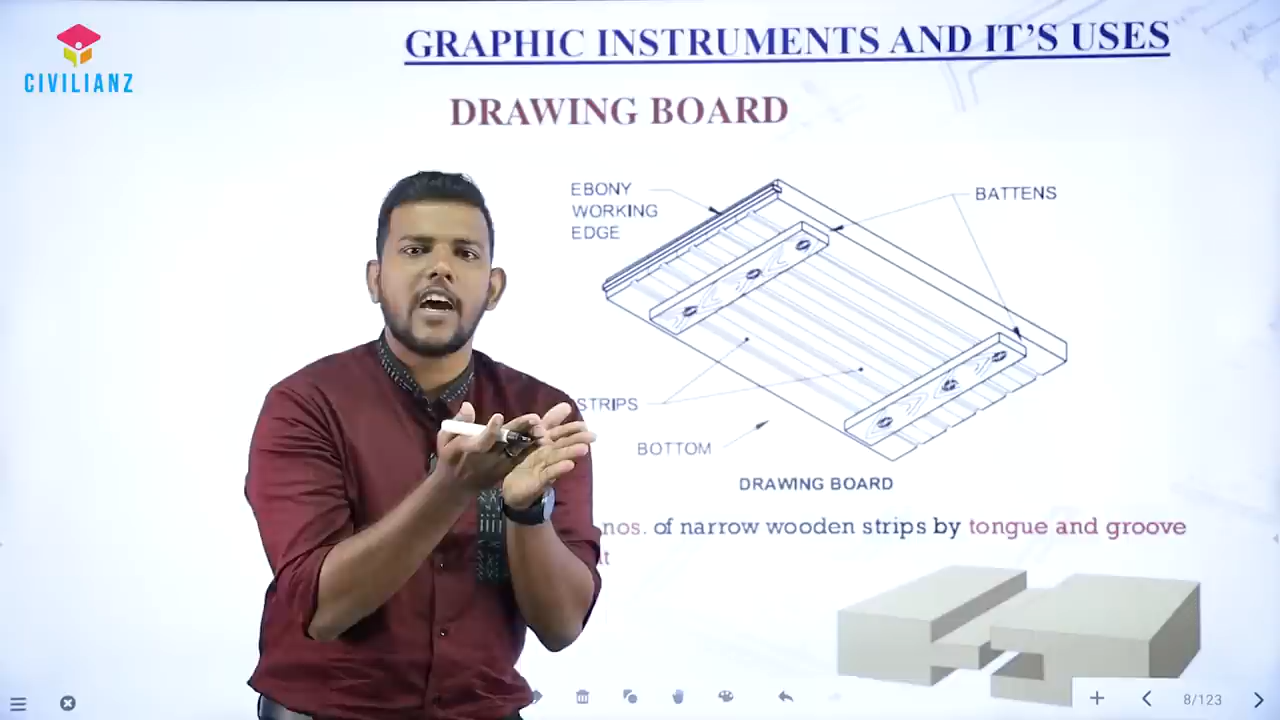 CIVILIANZ
GRAPHIC INSTRUMENTS AND IT'S USES
DRAWING BOARD
EBONY
WORKING
EDGE
BATTENS
STRIPS
BOTTOM
DRAWING BOARD
nos. of narrow wooden strips by tongue and groove
8/123